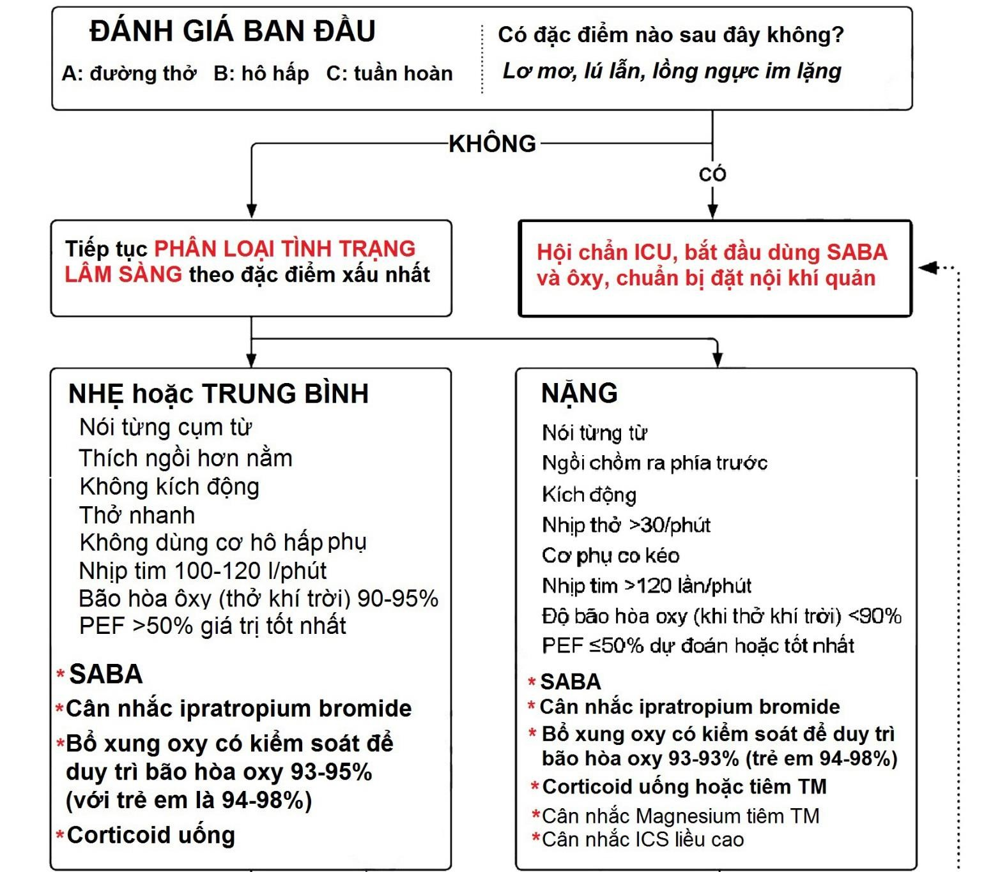 ĐÁNH GIÁ BAN ĐẦU
A: đường thở B: hô hấp C: tuần hoàn
Có đặc điểm nào sau đây không?
Lơ mơ, lú lẫn, lồng ngực im lặng
KHÔNG
CÓ
Tiếp tục PHÂN LOẠI TÌNH TRẠNG
LÂM SÀNG theo đặc điểm xấu nhất
Hội chẩn ICU, bắt đầu dùng SABA
và ôxy, chuẩn bị đặt nội khí quản
NHẸ hoặc TRUNG BÌNH
Nói từng cụm từ
Thích ngồi hơn nằm
Không kích động
Thở nhanh
Không dùng cơ hô hấp phụ
Nhịp tim 100-120 l/phút
Bão hòa ôxy (thở khí trời) 90-95%
PEF >50% giá trị tốt nhất
* SABA
*Cân nhắc ipratropium bromide
*Bổ xung oxy có kiểm soát để
duy trì bão hòa oxy 93-95%
(với trẻ em là 94-98%)
*Corticoid uống
NẶNG
Nói từng từ
Ngồi chồm ra phía trước
Kích động
Nhịp thở >30/phút
Cơ phụ co kéo
Nhịp tim >120 lần/phút
Độ bão hòa oxy (khi thở khí trời) <90%
PEF ≤50% dự đoán hoặc tốt nhất
* SABA
* Cân nhắc ipratropium bromide
* Bổ xung oxy có kiểm soát để duy trì
bão hòa oxy 93-93% (trẻ em 94-98%)
* Corticoid uống hoặc tiêm TM
*Cân nhắc Magnesium tiêm TM
*Cân nhắc ICS liều cao